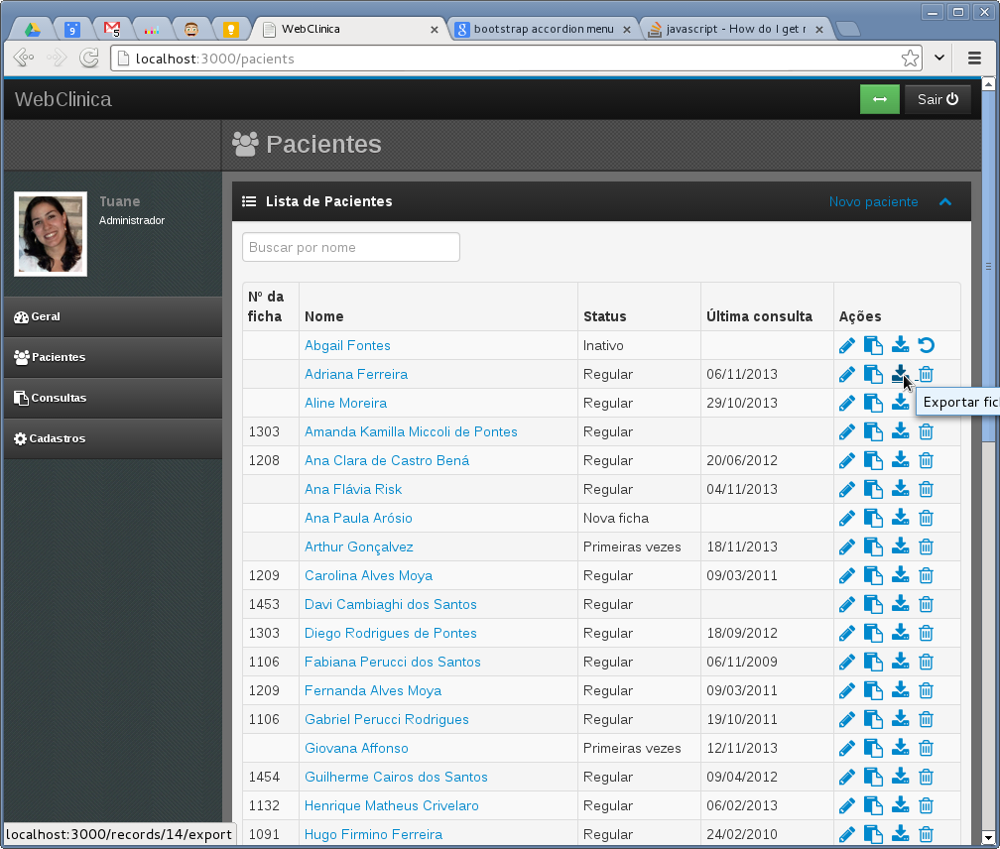 9
5
WebClinica
bootstrap accordion menu
javascript - How do I get r
localhost:3000/pacients
WebClinica
Sair
Pacientes
Tuane
Administrador
Geral
Pacientes
Consultas
Cadastros
Lista de Pacientes Novo paciente
Buscar por nome
Nº da ficha Nome Status Última consulta Ações
Abgail Fontes Inativo
Adriana Ferreira Regular 06/11/2013
Exportar fic
Aline Moreira Regular 29/10/2013
1303 Amanda Kamilla Miccoli de Pontes Regular
1208 Ana Clara de Castro Bená Regular 20/06/2012
Ana Flávia Risk Regular 04/11/2013
Ana Paula Arósio Nova ficha
Arthur Gonçalvez Primeiras vezes 18/11/2013
1209 Carolina Alves Moya Regular 09/03/2011
1453 Davi Cambiaghi dos Santos Regular
1303 Diego Rodrigues de Pontes Regular 18/09/2012
1106 Fabiana Perucci dos Santos Regular 06/11/2009
1209 Fernanda Alves Moya Regular 09/03/2011
1106 Gabriel Perucci Rodrigues Regular 19/10/2011
Giovana Affonso Primeiras vezes 12/11/2013
1454 Guilherme Cairos dos Santos Regular 09/04/2012
1132 Henrique Matheus Crivelaro Regular 06/02/2013
1091 Hugo Firmino Ferreira Regular 24/02/2010
localhost:3000/records/14/export